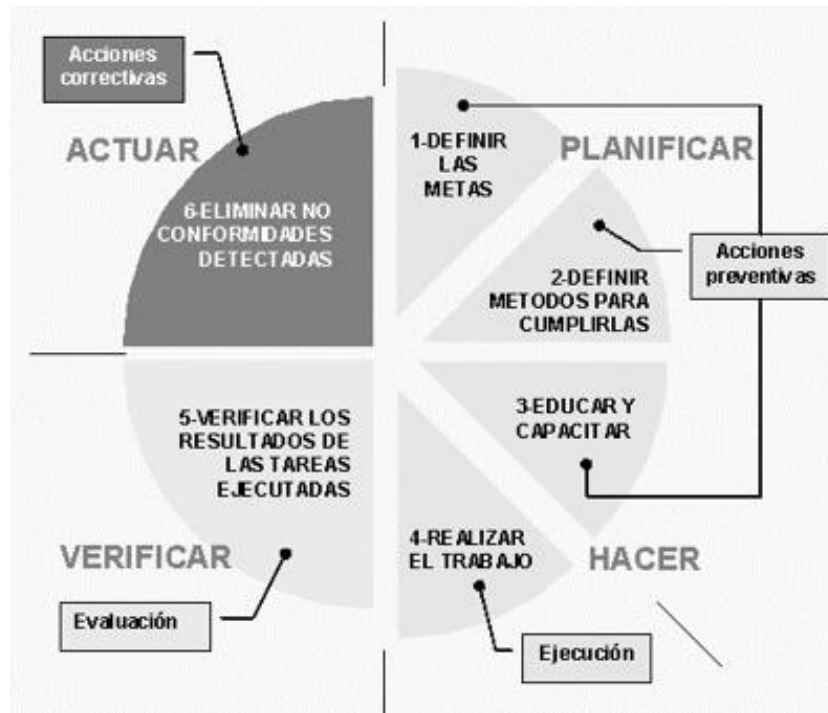 Acciones
correctivas
ACTUAR
6-ELIMINAR NO
CONFORMIDADES
DETECTADAS
1-DEFINIR
LAS
METAS
PLANIFICAR
2-DEFINIR
METODOS PARA
CUMPLIRLAS
Acciones
preventivas
3-EDUCAR Y
CAPACITAR
4-REALIZAR
EL TRABAJO
HACER
Ejecución
5-VERIFICAR LOS
RESULTADOS DE
LAS TAREAS
EJECUTADAS
VERIFICAR
Evaluación